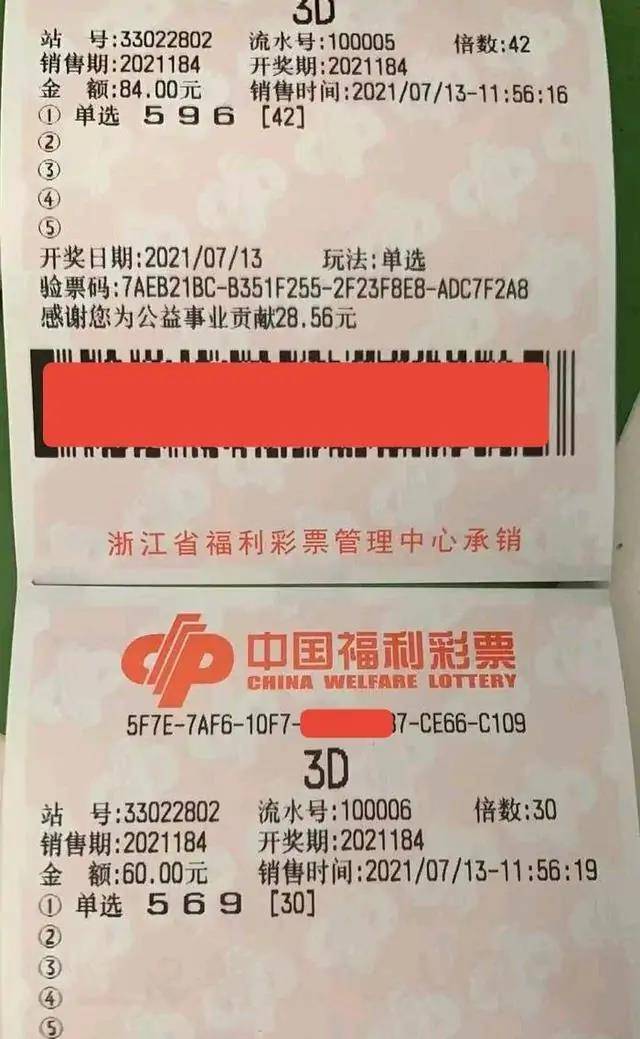 3D
站 号:33022802 流水号:100005 倍数:42
销售期:2021184 开奖期:2021184
金 额:84.00元 销售时间:2021/07/13-11:56:16
① 单选 5 9 6 [42]
②
③
④
⑤
开奖日期:2021/07/13 玩法:单选
验票码:7AEB21BC-B351F255-2F23F8E8-ADC7F2A8
感谢您为公益事业贡献28.56元
浙江省福利彩票管理中心承销
中国福利彩票
CHINA WELFARE LOTTERY
5F7E-7AF6-10F7- 7-CE66-C109
3D
站 号:33022802 流水号:100006 倍数:30
销售期:2021184 开奖期:2021184
金 额:60.00元 销售时间:2021/07/13-11:56:19
① 单选 5 6 9 [30]
②
③
④
⑤